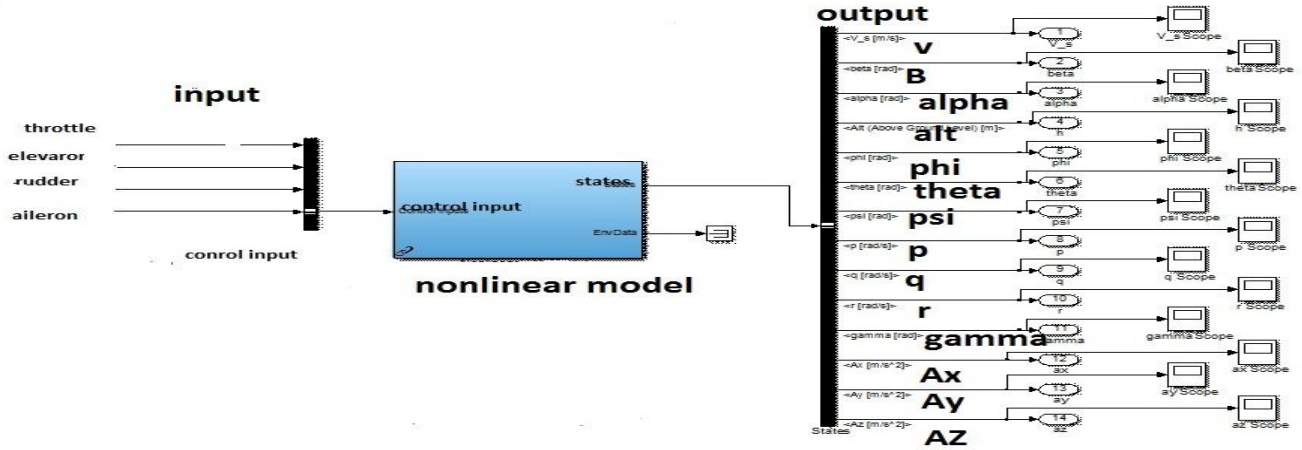 input
throttle
elevaror
rudder
aileron
conrol input
control input
states
EnvData
nonlinear model
output
<V_s [m/s]>
v
1
V_s
V_s Scope
<beta [rad]>
B
2
beta
beta Scope
<alpha [rad]>
alpha
3
alpha
alpha Scope
<Alt (Above Ground Level) [m]
alt
4
h
h Scope
<phi [rad]>
phi
5
phi
phi Scope
<theta [rad]>
theta
6
theta
theta Scope
<psi [rad]>
psi
7
psi
psi Scope
<p [rad/s]>
p
8
p
p Scope
<q [rad/s]>
q
9
q
q Scope
<r [rad/s]>
r
10
r
r Scope
<gamma [rad]>
gamma
11
gamma Scope
<Ax [m/s^2]>
Ax
12
ax
ax Scope
<Ay [m/s^2]>
Ay
13
ay
ay Scope
<Az [m/s^2]>
AZ
14
az
az Scope
States